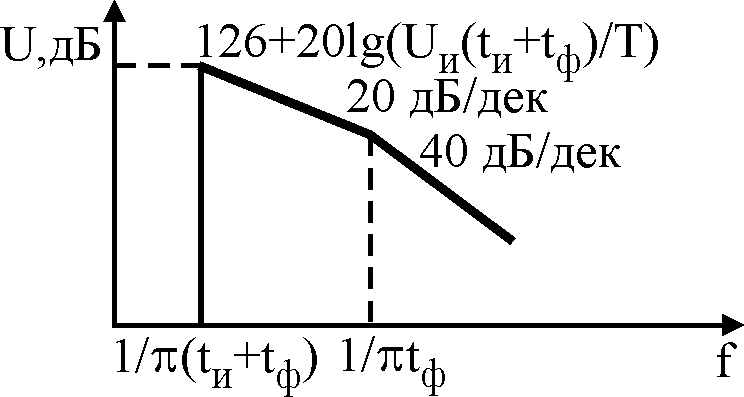 U,дБ
126+20lg(Uи(tи+tф)/T)
20 дБ/дек
40 дБ/дек
1/π(tи+tф)
1/πtф
f